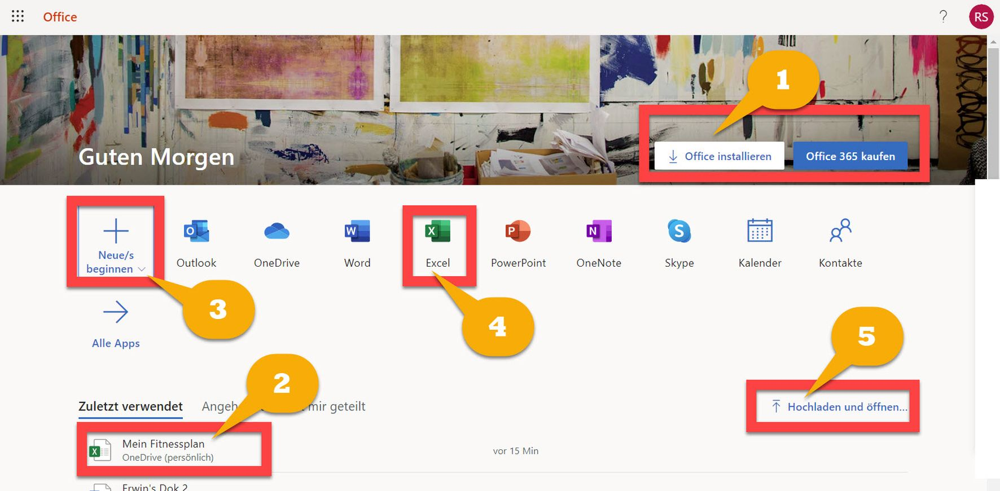 Office
?
RS
1
Guten Morgen
Office installieren
Office 365 kaufen
Neue/s
beginnen
Outlook
OneDrive
Word
Excel
PowerPoint
OneNote
Skype
Kalender
Kontakte
3
4
Alle Apps
5
2
Zuletzt verwendet
Angeh
mir geteilt
Hochladen und öffnen...
Mein Fitnessplan
OneDrive (persönlich)
vor 15 Min
Erwin's Dok 2